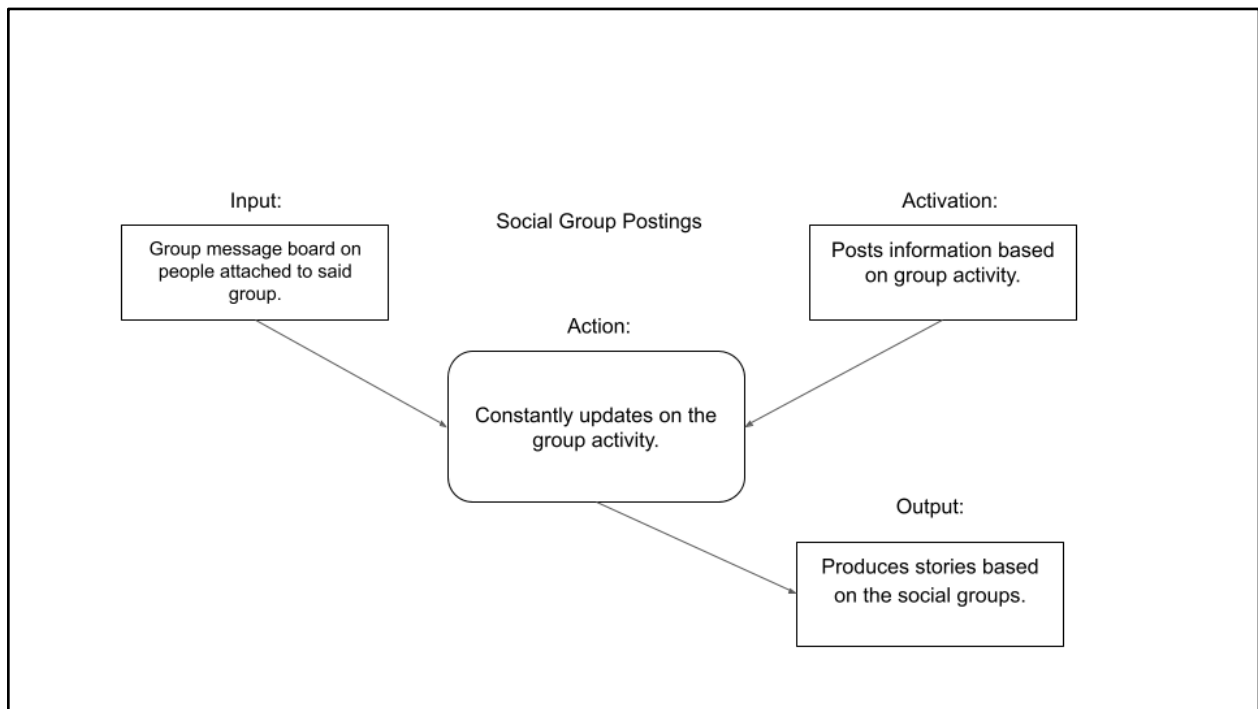 Input:
Group message board on
people attached to said
group.
Social Group Postings
Activation:
Posts information based
on group activity.
Action:
Constantly updates on the
group activity.
Output:
Produces stories based
on the social groups.